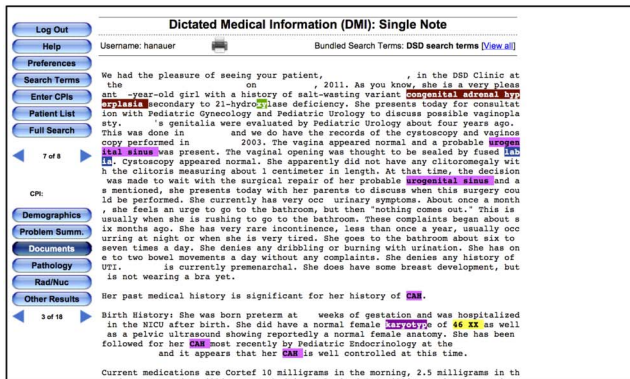 Dictated Medical Information (DMI): Single Note
Log Out
Help
Preferences
Search Terms
Enter CPIs
Patient List
Full Search
7 of 8
CPI:
Demographics
Problem Summ.
Documents
Pathology
Rad/Nuc
Other Results
3 of 18
Username: hanauer
Bundled Search Terms: DSD search terms [View all]
We had the pleasure of seeing your patient, , in the DSD Clinic at
the on , 2011. As you know, she is a very pleas
ant -year-old girl with a history of salt-wasting variant congenital adrenal hyp
erplasia secondary to 21-hydroxylase deficiency. She presents today for consultat
ion with Pediatric Gynecology and Pediatric Urology to discuss possible vaginopla
sty. 's genitalia were evaluated by Pediatric Urology about four years ago.
This was done in and we do have the records of the cystoscopy and vaginos
copy performed in 2003. The vagina appeared normal and a probable urogen
ital sinus was present. The vaginal opening was thought to be sealed by fused lab
ia. Cystoscopy appeared normal. She apparently did not have any clitoromegaly wit
h the clitoris measuring about 1 centimeter in length. At that time, the decision
was made to wait with the surgical repair of her probable urogenital sinus and a
s mentioned, she presents today with her parents to discuss when this surgery cou
ld be performed. She currently has very occ urinary symptoms. About once a month
, she feels an urge to go to the bathroom, but then "nothing comes out." This is
usually when she is rushing to go to the bathroom. These complaints began about s
ix months ago. She has very rare incontinence, less than once a year, usually occ
urring at night or when she is very tired. She goes to the bathroom about six to
seven times a day. She denies any dribbling or burning with urination. She has on
e to two bowel movements a day without any complaints. She denies any history of
UTI. is currently premenarchal. She does have some breast development, but
is not wearing a bra yet.
Her past medical history is significant for her history of CAH.
Birth History: She was born preterm at weeks of gestation and was hospitalized
in the NICU after birth. She did have a normal female karyotype of 46 XX as well
as a pelvic ultrasound showing reportedly a normal female anatomy. She has been
followed for her CAH most recently by Pediatric Endocrinology at the
and it appears that her CAH is well controlled at this time.
Current medications are Cortef 10 milligrams in the morning, 2.5 milligrams in th